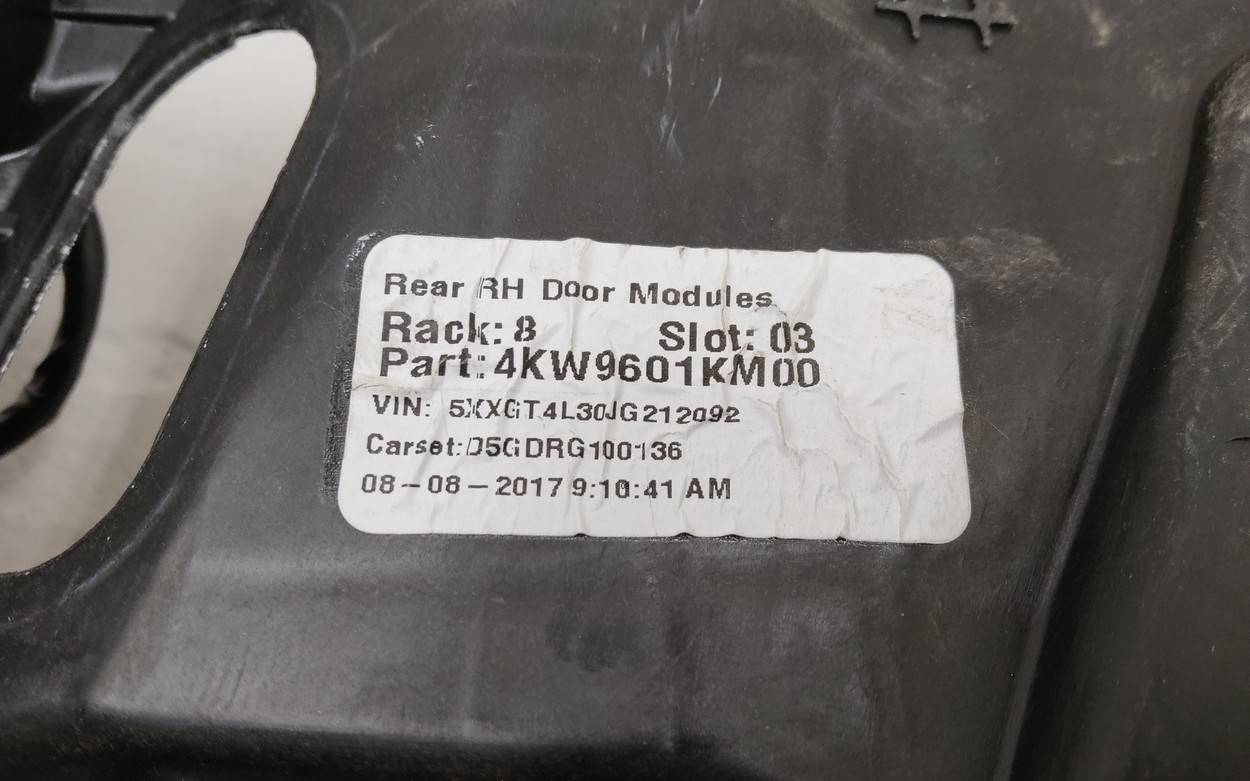 Rear RH Door Modules
Rack: 8 Slot: 03
Part: 4KW9601KM00
VIN: 5XXGT4L30JG212092
Carset: D5GDRG100136
08-08-2017 9:10:41 AM